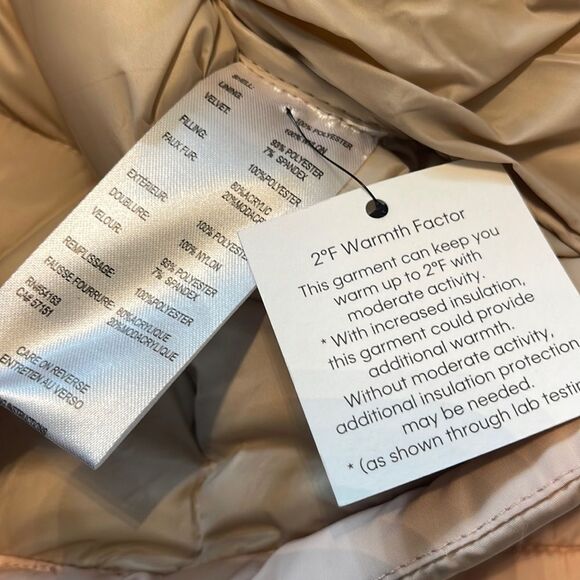 SHELL: 100% POLYESTER
LINING: 100% NYLON
VELVET: 93% POLYESTER
7% SPANDEX
FILLING: 100%POLYESTER
FAUX FUR: 80%ACRYLIC
20%MODACR
EXTÉRIEUR: 100% POLYESTER
DOUBLURE: 100% NYLON
VELOUR: 93% POLYESTER
7% SPANDEX
REMPLISSAGE: 100%POLYESTER
FAUSSE FOURRURE: 80%ACRYLIQUE
20%MODACRYLIQUE
CA# 57151
CARE ON REVERSE
ENTRETIEN AU VERSO
2°F Warmth Factor
This garment can keep you
warm up to 2°F with
moderate activity.
* With increased insulation,
this garment could provide
additional warmth.
Without moderate activity,
additional insulation protection
may be needed.
* (as shown through lab testin